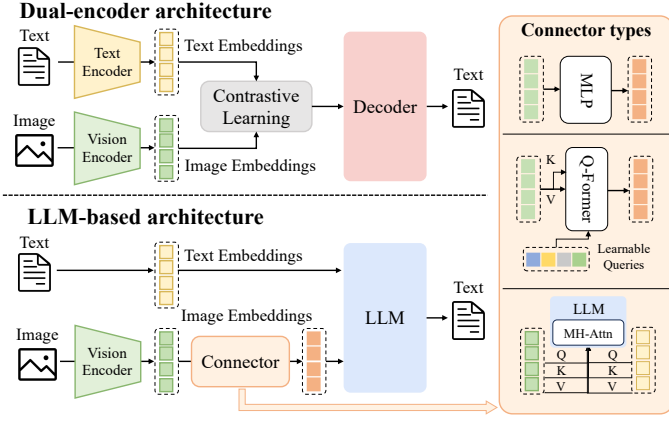 Dual-encoder architecture
Text
Text
Encoder
Text Embeddings
Contrastive
Learning
Decoder
Text
Image
Vision
Encoder
Image Embeddings
LLM-based architecture
Text
Text Embeddings
Image Embeddings
LLM
Text
Image
Vision
Encoder
Connector
Connector types
MLP
K
V
Q-Former
Learnable
Queries
LLM
MH-Attn
Q Q
K K
V V